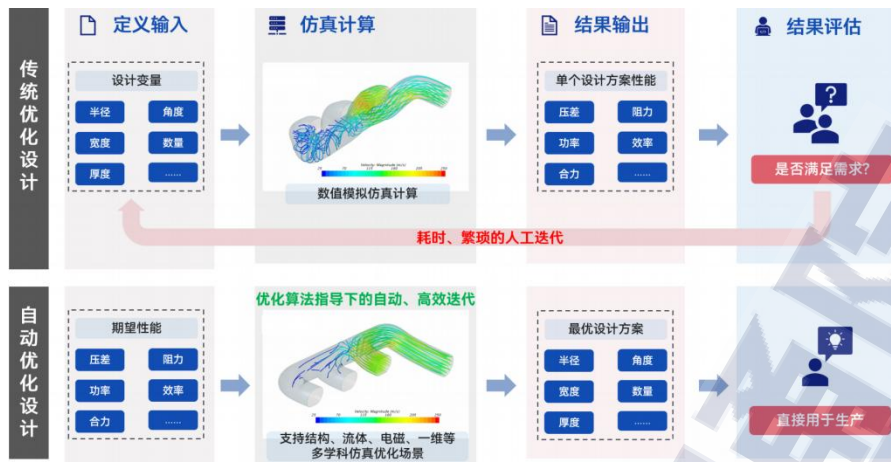 定义输入
仿真计算
结果输出
结果评估
传统优化设计
设计变量
半径
角度
宽度
数量
厚度
......
数值模拟仿真计算
单个设计方案性能
压差
阻力
功率
效率
合力
......
是否满足需求?
耗时、繁琐的人工迭代
自动优化设计
期望性能
压差
阻力
功率
效率
合力
......
优化算法指导下的自动、高效迭代
支持结构、流体、电磁、一维等
多学科仿真优化场景
最优设计方案
半径
角度
宽度
数量
厚度
......
直接用于生产